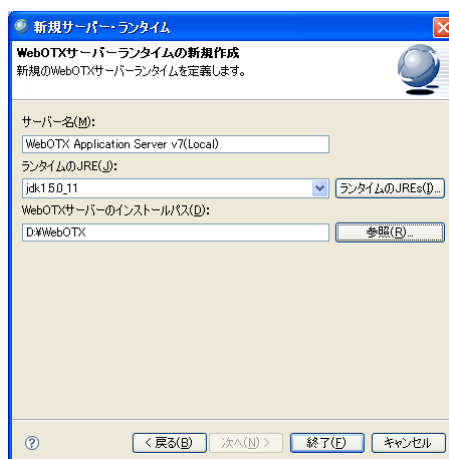 新規サーバー・ランタイム
WebOTXサーバーランタイムの新規作成
新規のWebOTXサーバーランタイムを定義します。
サーバー名(M):
WebOTX Application Server v7(Local)
ランタイムのJRE(J):
jdk1.5.0_11
ランタイムのJREs(I)...
WebOTXサーバーのインストールパス(D):
D:¥WebOTX
参照(R)...
?
< 戻る(B)
次へ(N) >
終了(F)
キャンセル